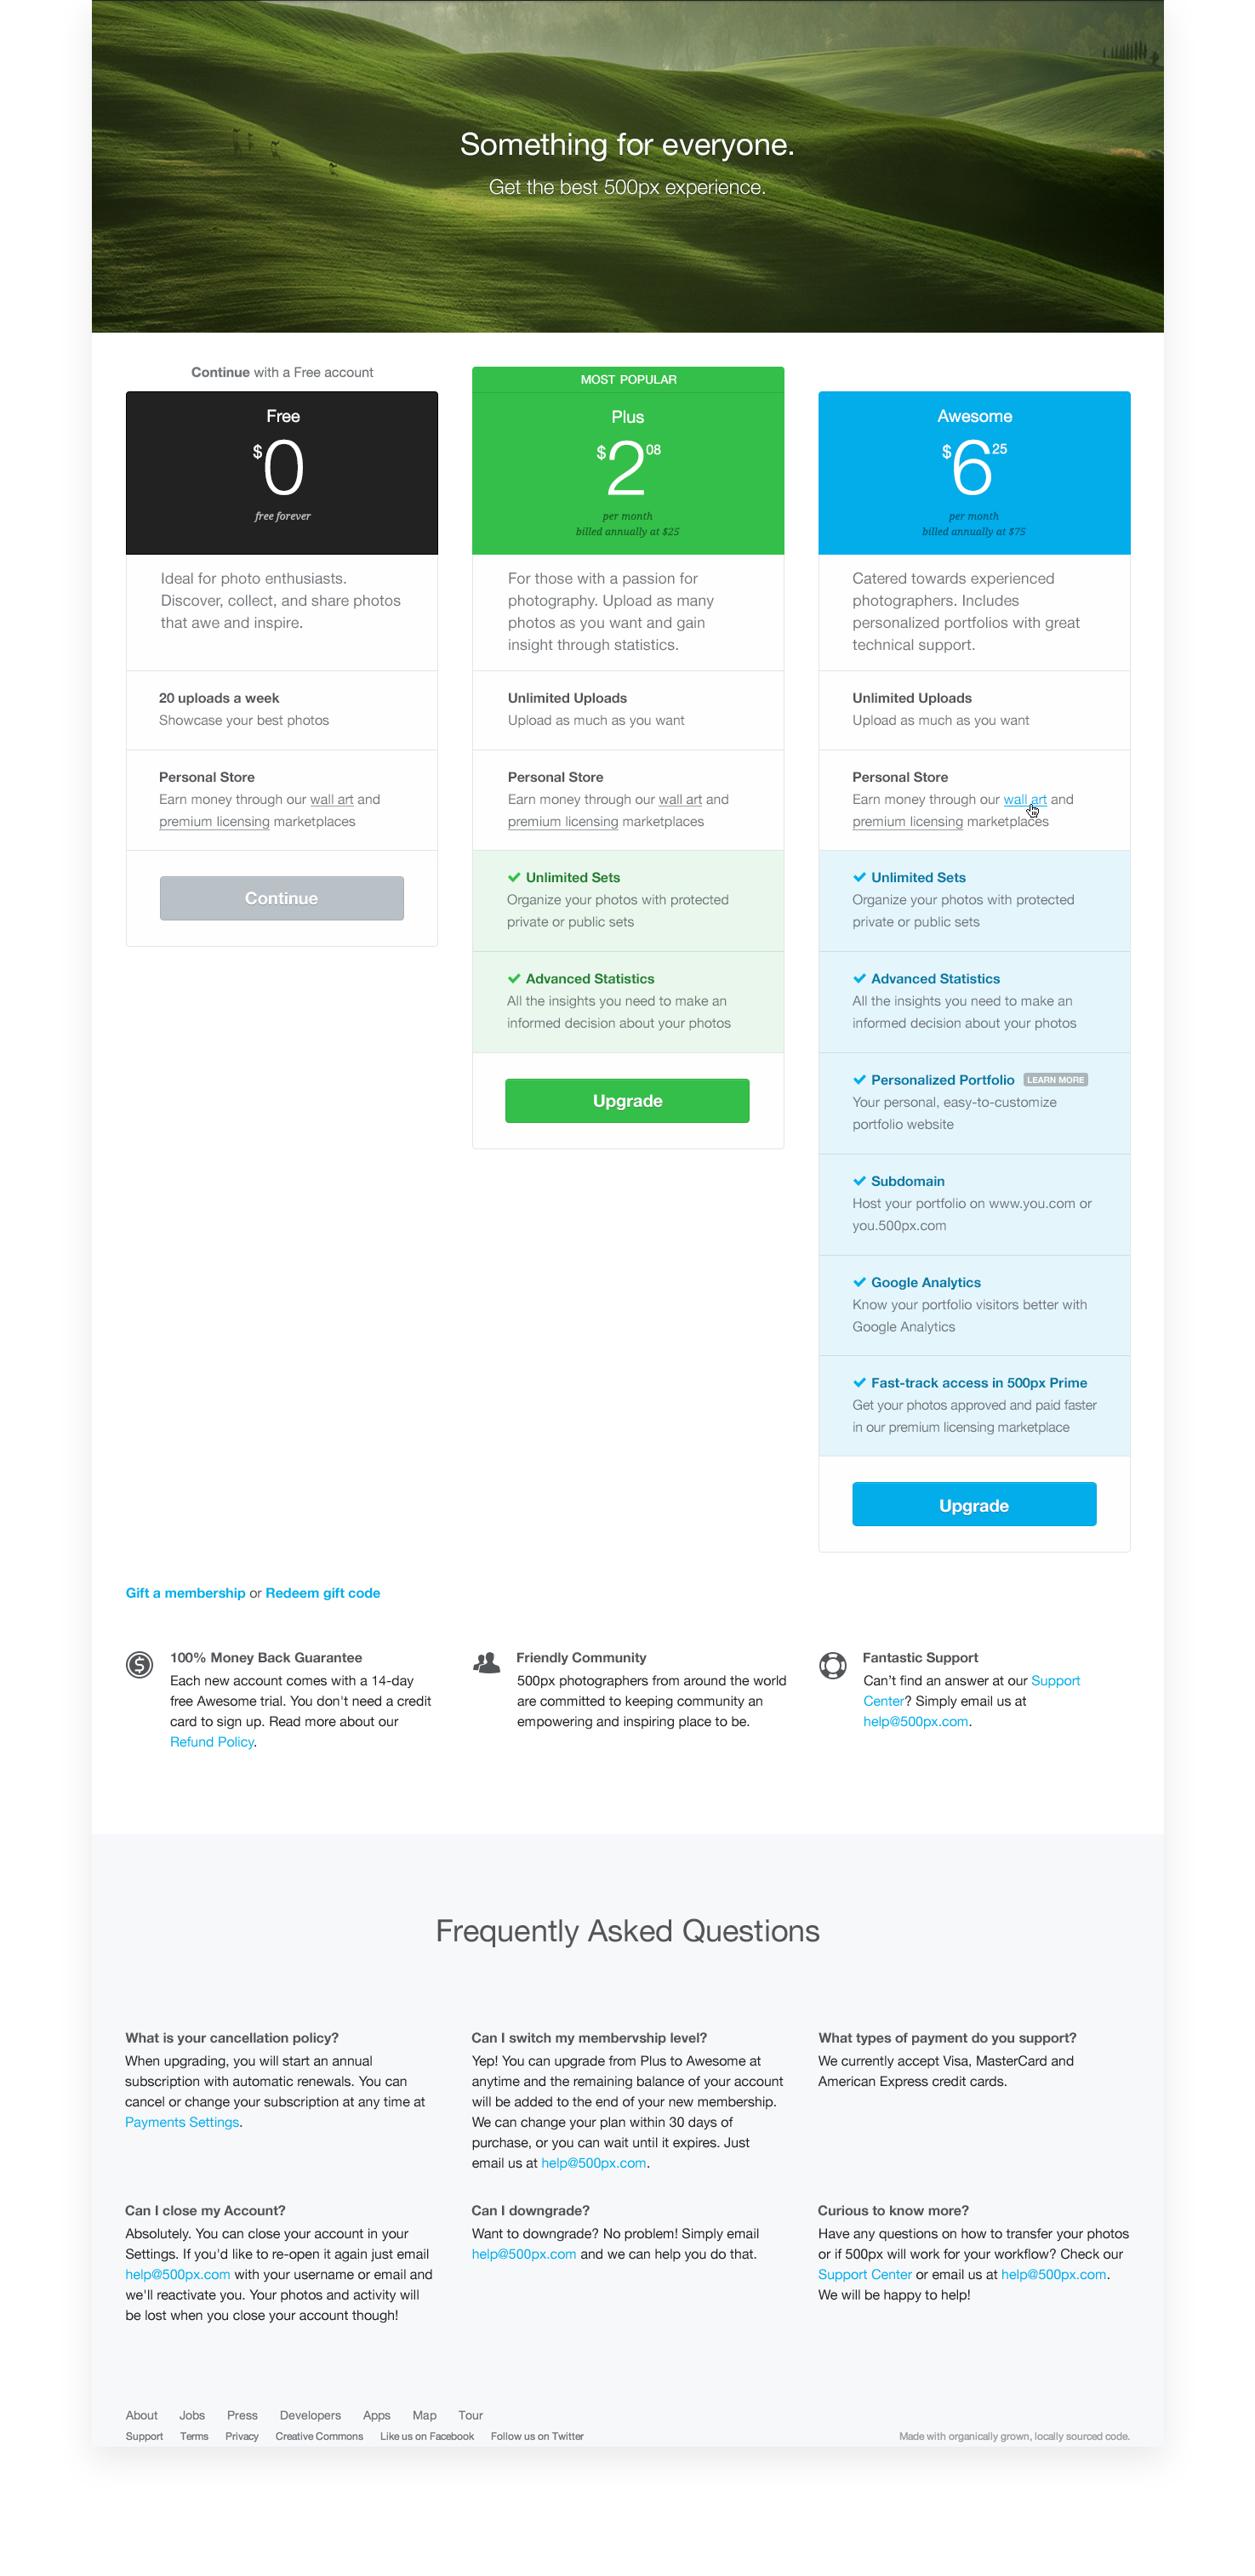 Something for everyone.
Get the best 500px experience.
Continue with a Free account
Free
$0
free forever
Ideal for photo enthusiasts.
Discover, collect, and share photos
that awe and inspire.
20 uploads a week
Showcase your best photos
Personal Store
Earn money through our wall art and
premium licensing marketplaces
Continue
MOST POPULAR
Plus
$2 08
per month
billed annually at $25
For those with a passion for
photography. Upload as many
photos as you want and gain
insight through statistics.
Unlimited Uploads
Upload as much as you want
Personal Store
Earn money through our wall art and
premium licensing marketplaces
Unlimited Sets
Organize your photos with protected
private or public sets
Advanced Statistics
All the insights you need to make an
informed decision about your photos
Upgrade
Awesome
$6 25
per month
billed annually at $75
Catered towards experienced
photographers. Includes
personalized portfolios with great
technical support.
Unlimited Uploads
Upload as much as you want
Personal Store
Earn money through our wall art and
premium licensing marketplaces
Unlimited Sets
Organize your photos with protected
private or public sets
Advanced Statistics
All the insights you need to make an
informed decision about your photos
Personalized Portfolio LEARN MORE
Your personal, easy-to-customize
portfolio website
Subdomain
Host your portfolio on www.you.com or
you.500px.com
Google Analytics
Know your portfolio visitors better with
Google Analytics
Fast-track access in 500px Prime
Get your photos approved and paid faster
in our premium licensing marketplace
Upgrade
Gift a membership or Redeem gift code
100% Money Back Guarantee
Each new account comes with a 14-day
free Awesome trial. You don't need a credit
card to sign up. Read more about our
Refund Policy.
Friendly Community
500px photographers from around the world
are committed to keeping community an
empowering and inspiring place to be.
Fantastic Support
Can't find an answer at our Support
Center? Simply email us at
help@500px.com.
Frequently Asked Questions
What is your cancellation policy?
When upgrading, you will start an annual
subscription with automatic renewals. You can
cancel or change your subscription at any time at
Payments Settings.
Can I switch my membervship level?
Yep! You can upgrade from Plus to Awesome at
anytime and the remaining balance of your account
will be added to the end of your new membership.
We can change your plan within 30 days of
purchase, or you can wait until it expires. Just
email us at help@500px.com.
What types of payment do you support?
We currently accept Visa, MasterCard and
American Express credit cards.
Can I close my Account?
Absolutely. You can close your account in your
Settings. If you'd like to re-open it again just email
help@500px.com with your username or email and
we'll reactivate you. Your photos and activity will
be lost when you close your account though!
Can I downgrade?
Want to downgrade? No problem! Simply email
help@500px.com and we can help you do that.
Curious to know more?
Have any questions on how to transfer your photos
or if 500px will work for your workflow? Check our
Support Center or email us at help@500px.com.
We will be happy to help!
About Jobs Press Developers Apps Map Tour
Support Terms Privacy Creative Commons Like us on Facebook Follow us on Twitter
Made with organically grown, locally sourced code.